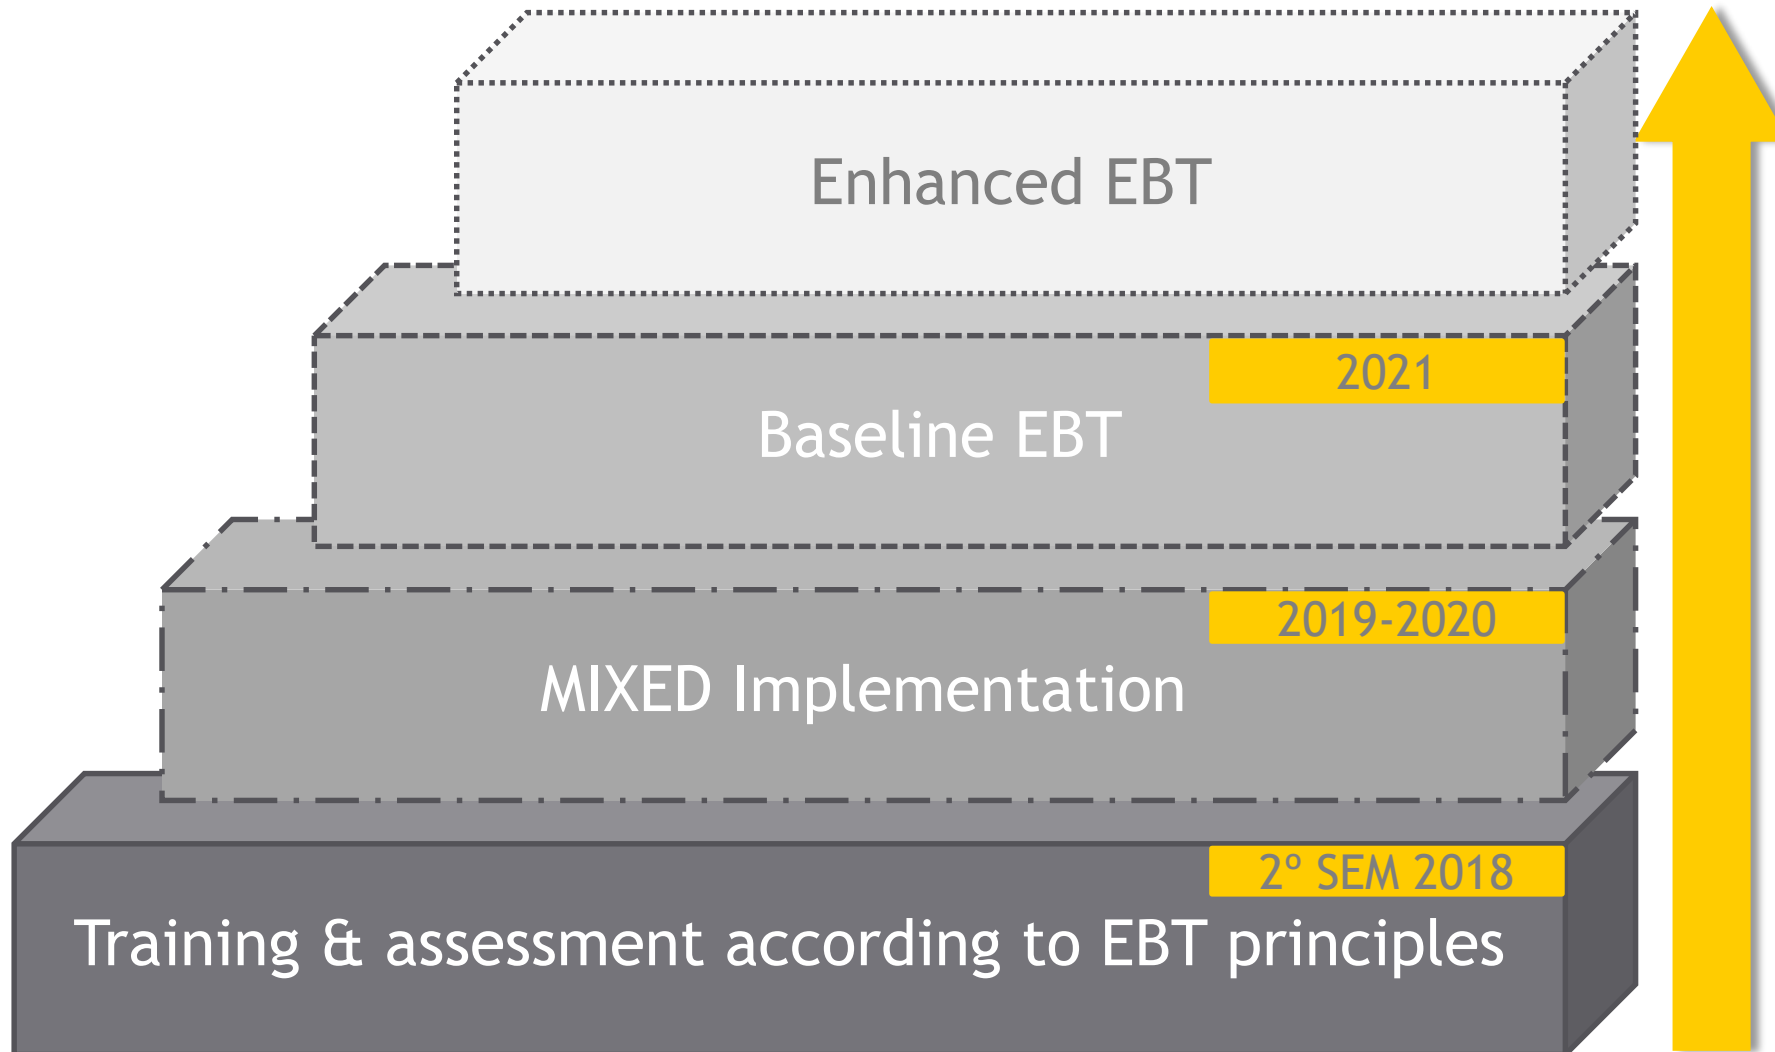 Enhanced EBT
2021
Baseline EBT
2019-2020
MIXED Implementation
2º SEM 2018
Training & assessment according to EBT principles